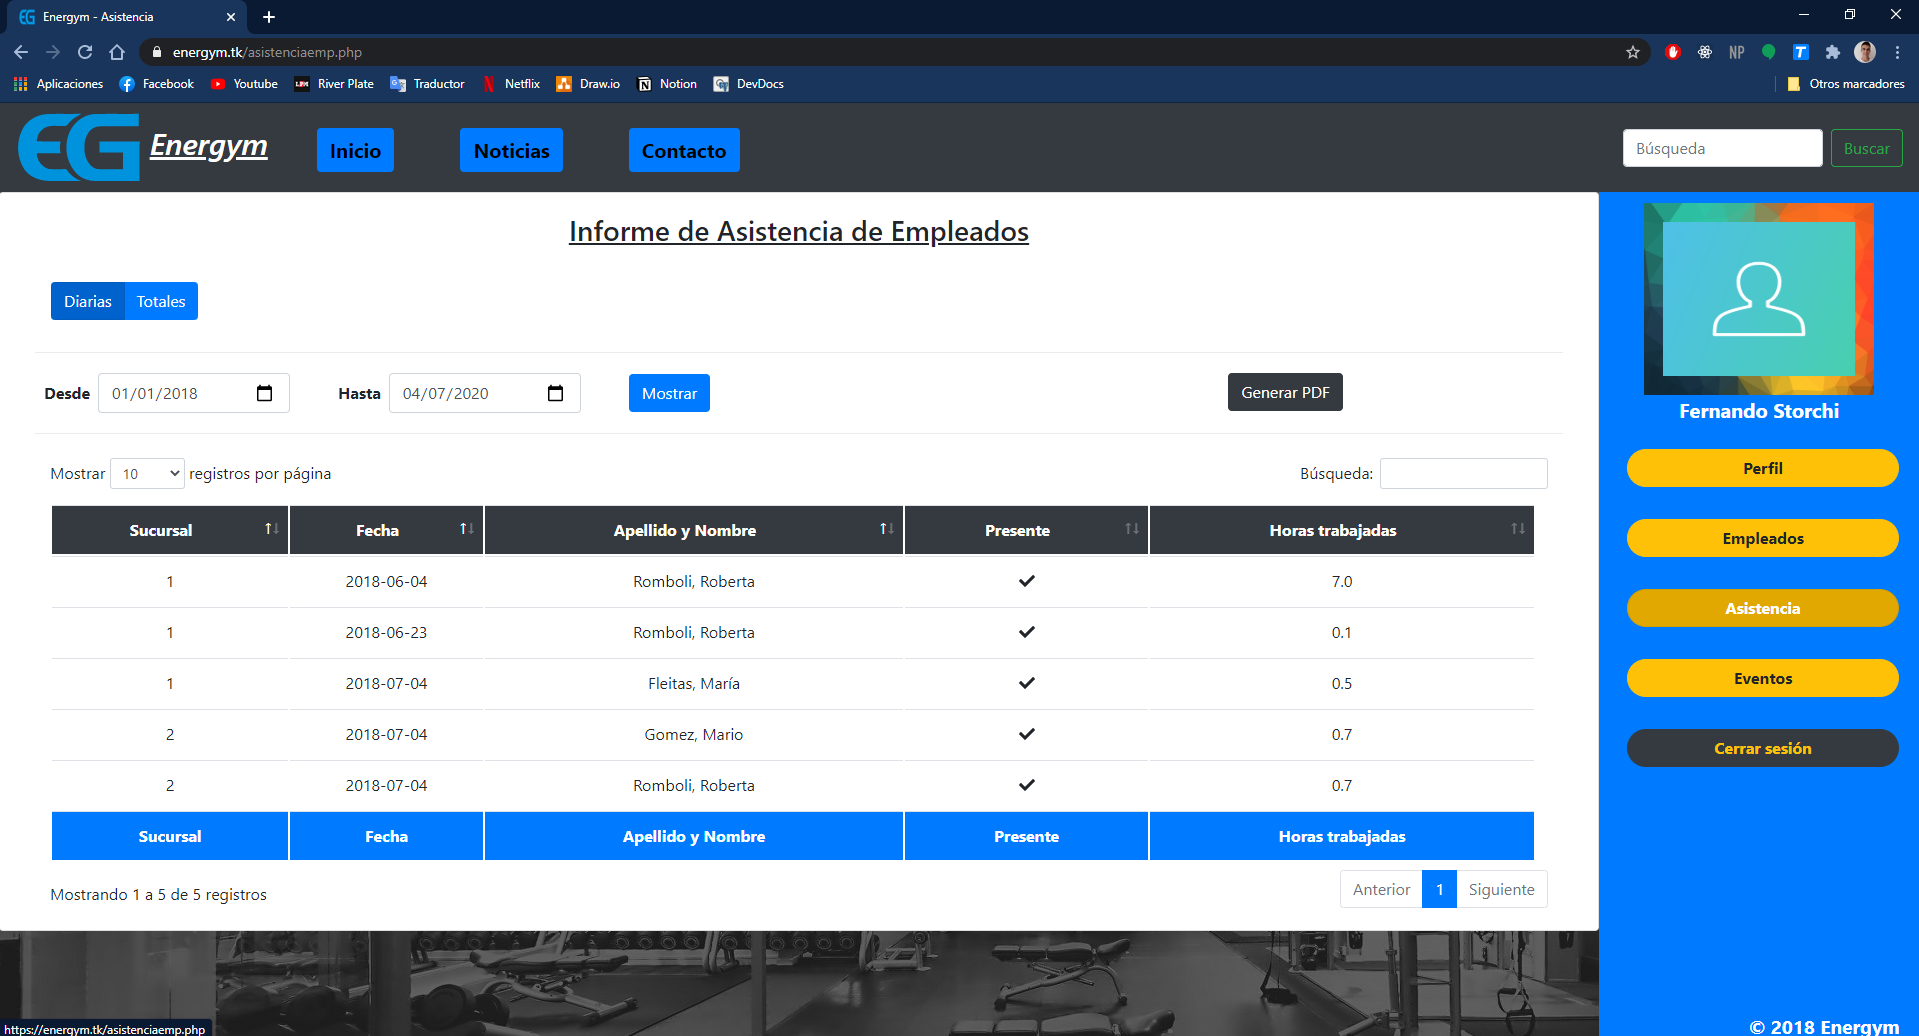 Energym - Asistencia
energym.tk/asistenciaemp.php
NP
T
Aplicaciones Facebook Youtube River Plate Traductor Netflix Draw.io Notion DevDocs Otros marcadores
EG Energym Inicio Noticias Contacto Búsqueda Buscar
Informe de Asistencia de Empleados
Diarias Totales
Desde 01/01/2018 Hasta 04/07/2020 Mostrar Generar PDF
Mostrar 10 registros por página Búsqueda:
Sucursal Fecha Apellido y Nombre Presente Horas trabajadas
1 2018-06-04 Romboli, Roberta 7.0
1 2018-06-23 Romboli, Roberta 0.1
1 2018-07-04 Fleitas, María 0.5
2 2018-07-04 Gomez, Mario 0.7
2 2018-07-04 Romboli, Roberta 0.7
Sucursal Fecha Apellido y Nombre Presente Horas trabajadas
Mostrando 1 a 5 de 5 registros Anterior 1 Siguiente
Fernando Storchi
Perfil
Empleados
Asistencia
Eventos
Cerrar sesión
https://energym.tk/asistenciaemp.php
© 2018 Energym